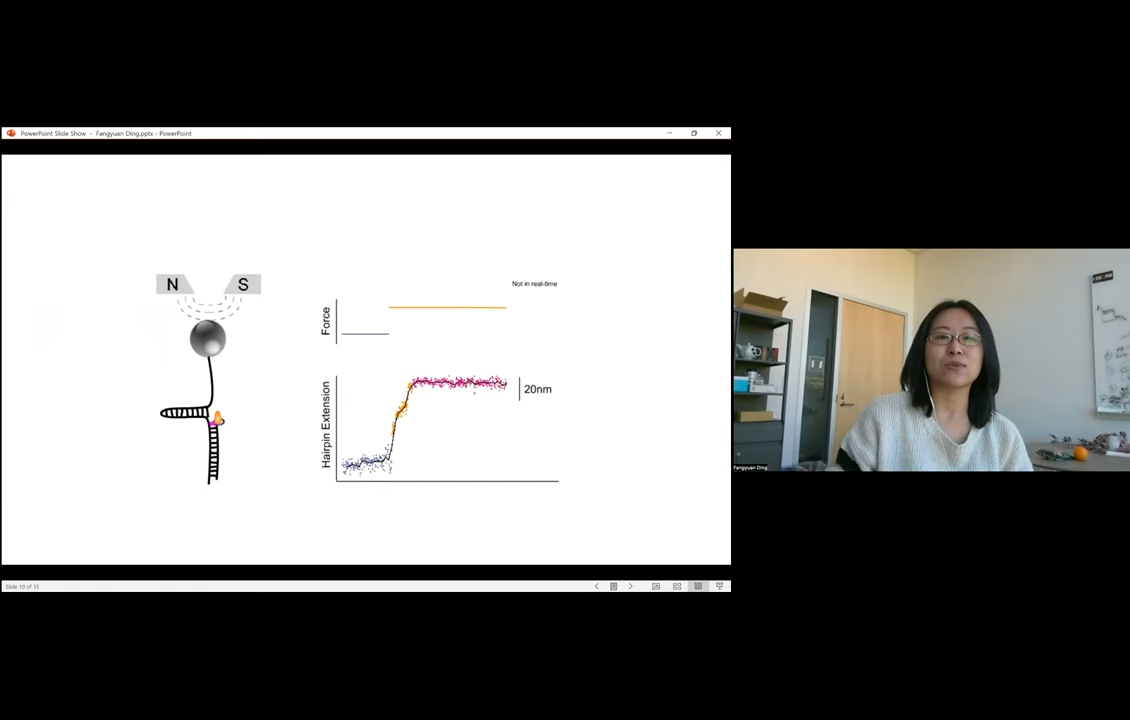 PowerPoint Slide Show - Fangyuan Ding.pptx - PowerPoint
N S
Not in real-time
Force
Hairpin Extension
20nm
Slide 10 of 15
Fangyuan Ding